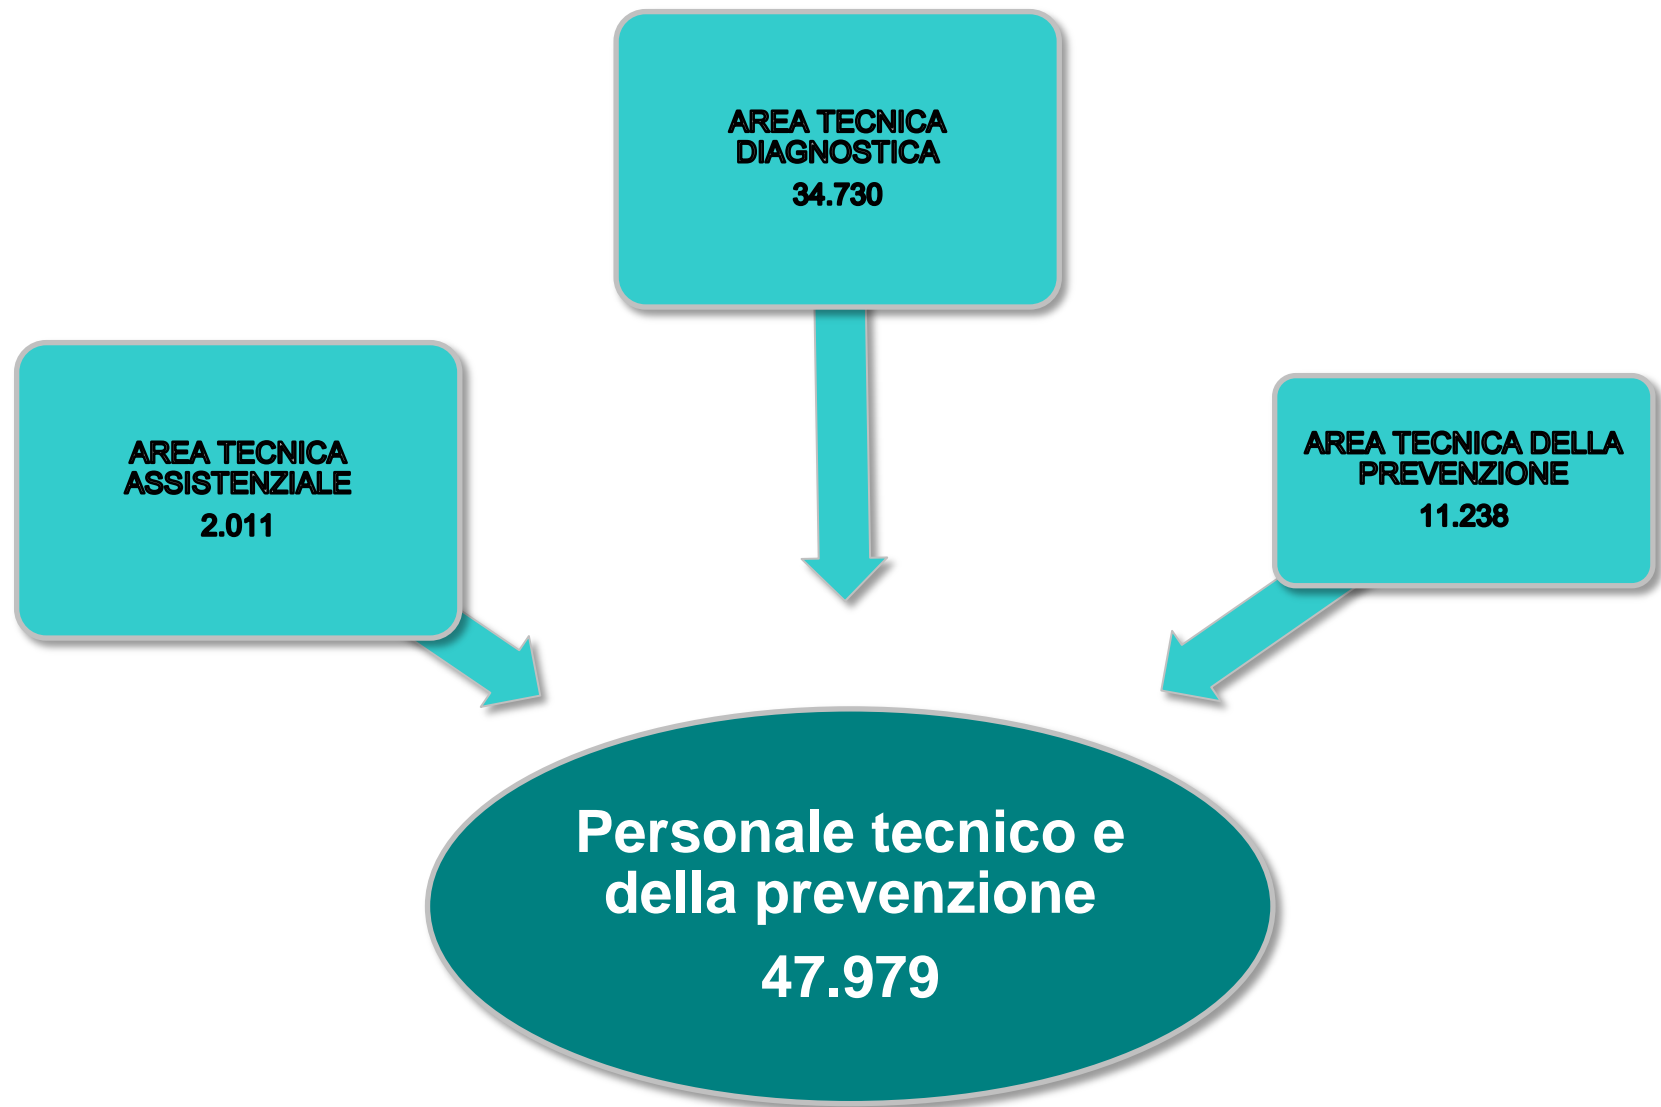 AREA TECNICA
DIAGNOSTICA
34.730
AREA TECNICA
ASSISTENZIALE
2.011
AREA TECNICA DELLA
PREVENZIONE
11.238
Personale tecnico e
della prevenzione
47.979